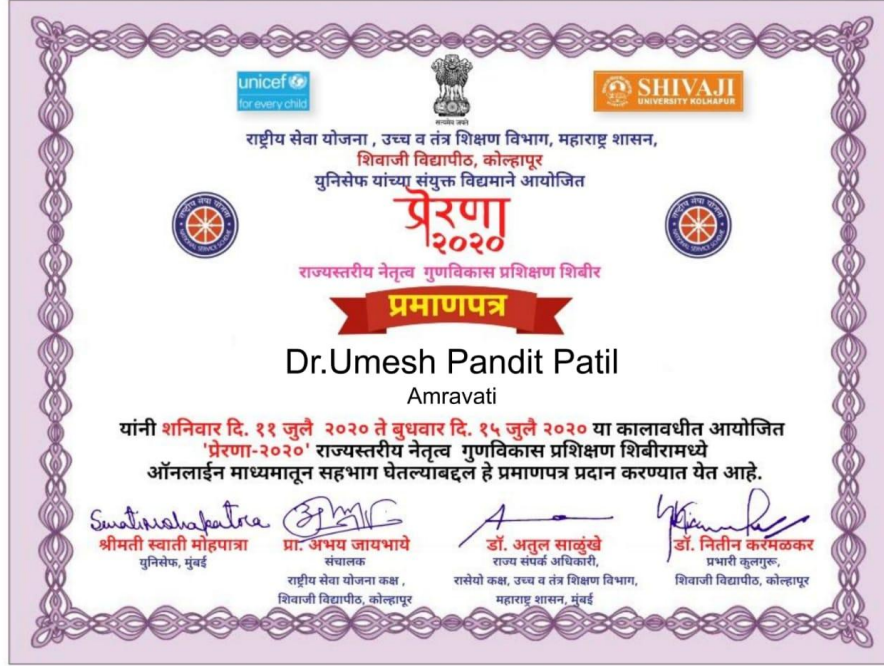 unicef
for every child
सत्यमेव जयते
SHIVAJI
UNIVERSITY KOLHAPUR
राष्ट्रीय सेवा योजना , उच्च व तंत्र शिक्षण विभाग, महाराष्ट्र शासन,
शिवाजी विद्यापीठ, कोल्हापूर
युनिसेफ यांच्या संयुक्त विद्यमाने आयोजित
प्रेरणा
२०२०
राज्यस्तरीय नेतृत्व गुणविकास प्रशिक्षण शिबीर
प्रमाणपत्र
Dr.Umesh Pandit Patil
Amravati
यांनी शनिवार दि. ११ जुलै २०२० ते बुधवार दि. १५ जुलै २०२० या कालावधीत आयोजित
'प्रेरणा-२०२०' राज्यस्तरीय नेतृत्व गुणविकास प्रशिक्षण शिबीरामध्ये
ऑनलाईन माध्यमातून सहभाग घेतल्याबद्दल हे प्रमाणपत्र प्रदान करण्यात येत आहे.
श्रीमती स्वाती मोहपात्रा
युनिसेफ, मुंबई
प्रा. अभय जायभाये
संचालक
राष्ट्रीय सेवा योजना कक्ष ,
शिवाजी विद्यापीठ, कोल्हापूर
डॉ. अतुल साळुंखे
राज्य संपर्क अधिकारी,
रासेयो कक्ष, उच्च व तंत्र शिक्षण विभाग,
महाराष्ट्र शासन, मुंबई
डॉ. नितीन करमळकर
प्रभारी कुलगुरू,
शिवाजी विद्यापीठ, कोल्हापूर